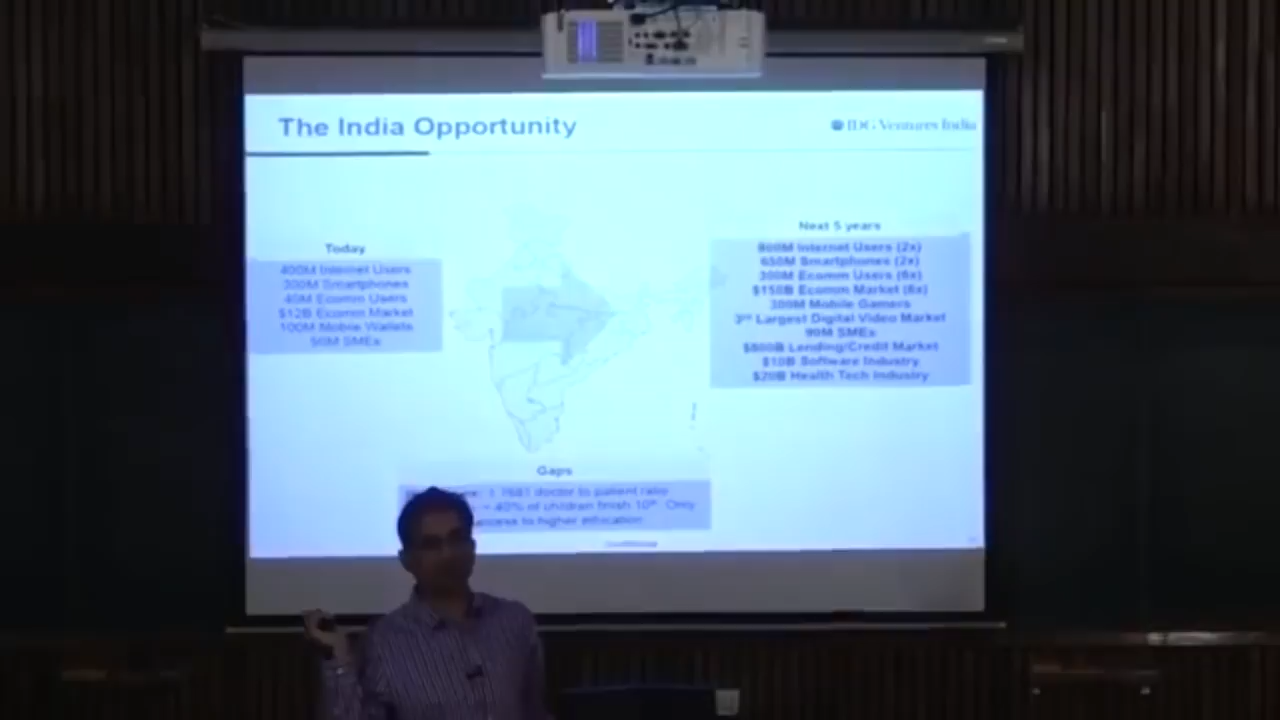 The India Opportunity
IDG Ventures India
Today
400M Internet Users
300M Smartphones
40M Ecomm Users
$12B Ecomm Market
100M Mobile Wallets
50M SMEs
Next 5 years
800M Internet Users (2x)
650M Smartphones (2x)
300M Ecomm Users (6x)
$150B Ecomm Market (6x)
300M Mobile Gamers
3rd Largest Digital Video Market
90M SMEs
$800B Lending/Credit Market
$10B Software Industry
$20B Health Tech Industry
Gaps
doctor to patient ratio
40% of children finish 10th. Only
access to higher education